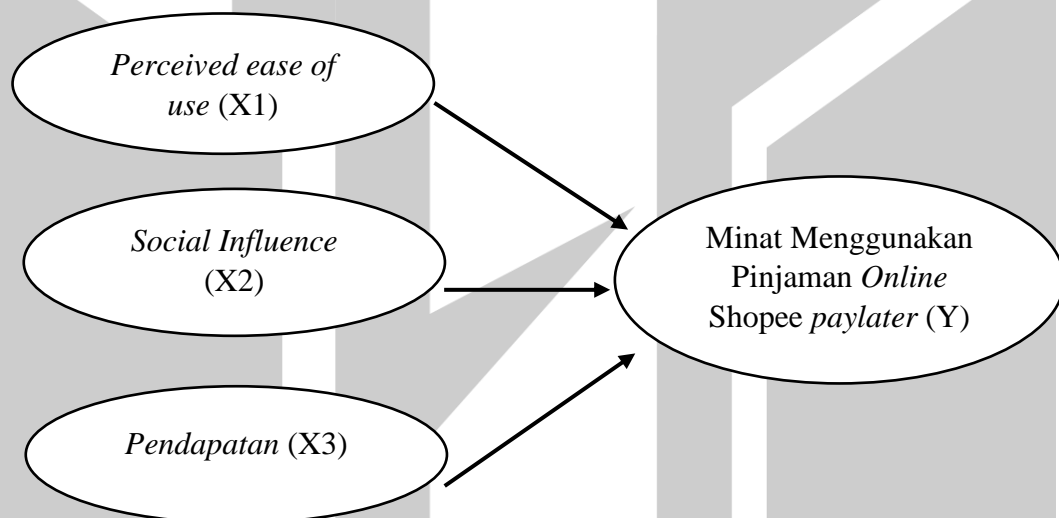 Perceived ease of
use (X1)
Social Influence
(X2)
Pendapatan (X3)
Minat Menggunakan
Pinjaman Online
Shopee paylater (Y)